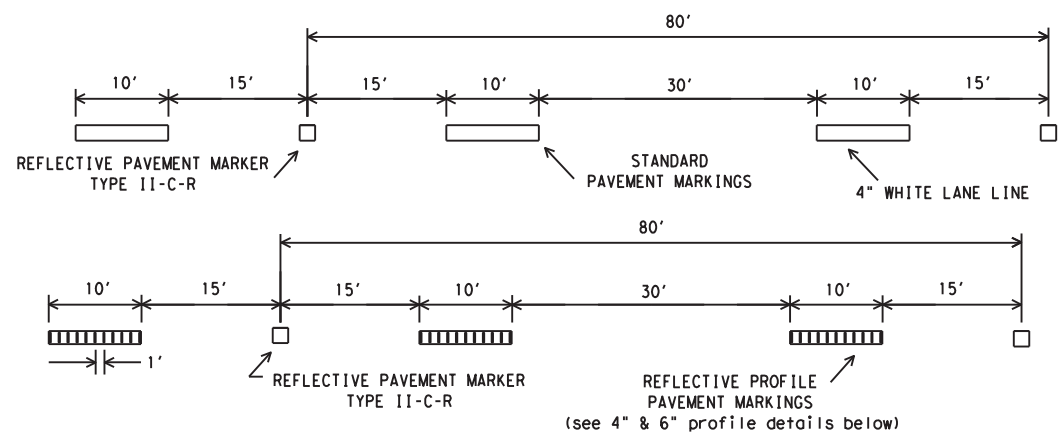 80'
10'
15'
15'
10'
30'
10'
15'
REFLECTIVE PAVEMENT MARKER
TYPE II-C-R
STANDARD
PAVEMENT MARKINGS
4" WHITE LANE LINE
80'
10'
15'
15'
10'
30'
10'
15'
1'
REFLECTIVE PAVEMENT MARKER
TYPE II-C-R
REFLECTIVE PROFILE
PAVEMENT MARKINGS
(see 4" & 6" profile details below)